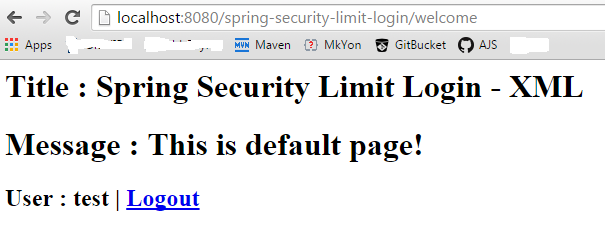 localhost:8080/spring-security-limit-login/welcome
Apps Maven MkYon GitBucket AJS
Title : Spring Security Limit Login - XML
Message : This is default page!
User : test | Logout